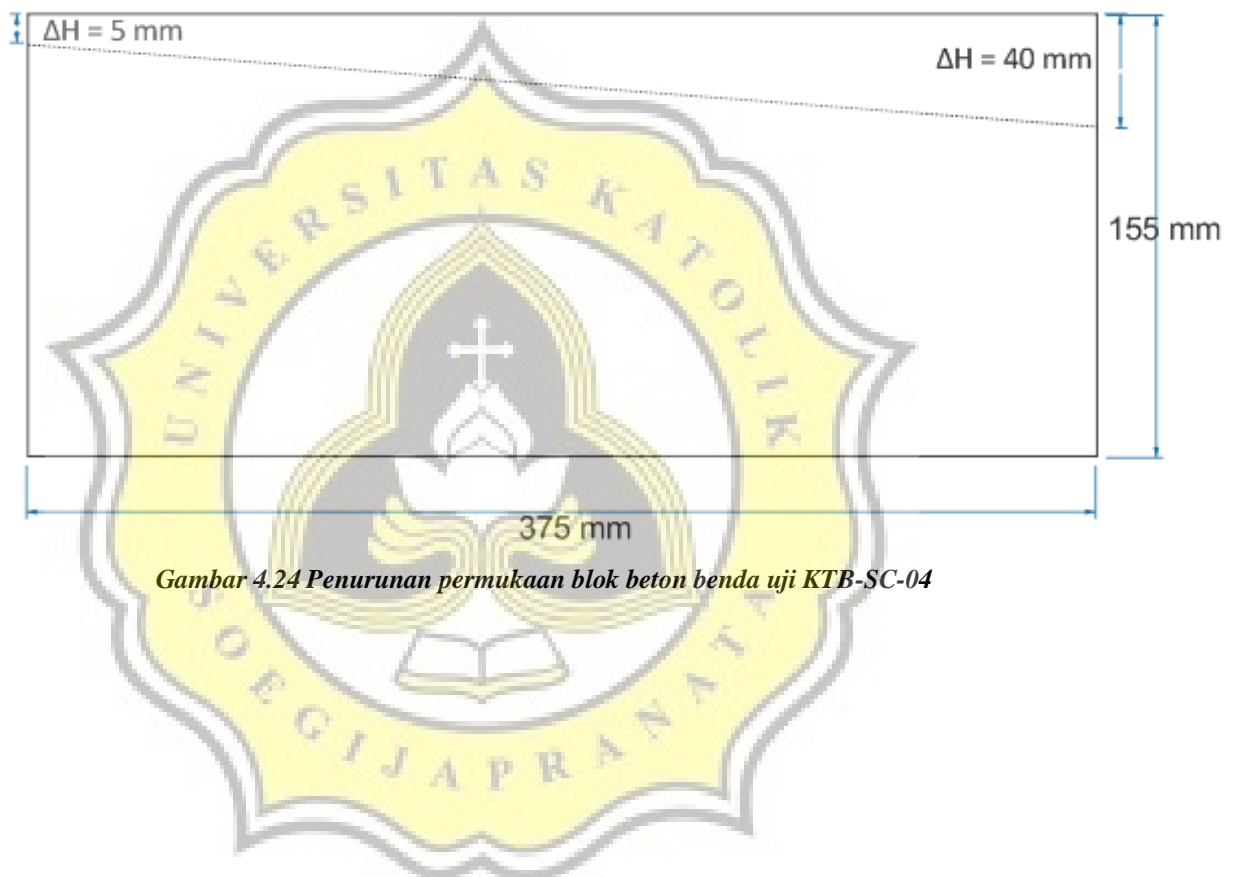 ΔH = 5 mm
ΔH = 40 mm
UNIVERSITAS KATOLIK
155 mm
375 mm
Gambar 4.24 Penurunan permukaan blok beton benda uji KTB-SC-04
SOEGIJAPRANATA